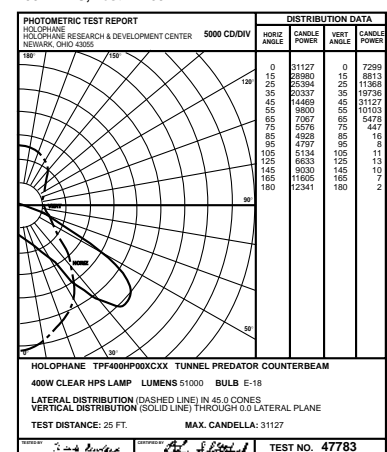 PHOTOMETRIC TEST REPORT
HOLOPHANE
HOLOPHANE RESEARCH & DEVELOPMENT CENTER
NEWARK, OHIO 43055
5000 CD/DIV
180°
150°
120°
90°
50°
30°
0°
VERT
HORIZ
DISTRIBUTION DATA
HORIZ ANGLE CANDLE POWER VERT ANGLE CANDLE POWER
0 31127 0 7299
15 28980 15 8813
25 25394 25 11368
35 20337 35 19736
45 14469 45 31127
55 9800 55 10103
65 7067 65 5478
75 5576 75 447
85 4928 85 16
95 4797 95 8
105 5134 105 11
125 6633 125 13
145 9030 145 10
165 11605 165 7
180 12341 180 2
HOLOPHANE TPF400HP00XCXX TUNNEL PREDATOR COUNTERBEAM
400W CLEAR HPS LAMP LUMENS 51000 BULB E-18
LATERAL DISTRIBUTION (DASHED LINE) IN 45.0 CONES
VERTICAL DISTRIBUTION (SOLID LINE) THROUGH 0.0 LATERAL PLANE
TEST DISTANCE: 25 FT. MAX. CANDELLA: 31127
TESTED BY
CERTIFIED BY
TEST NO. 47783